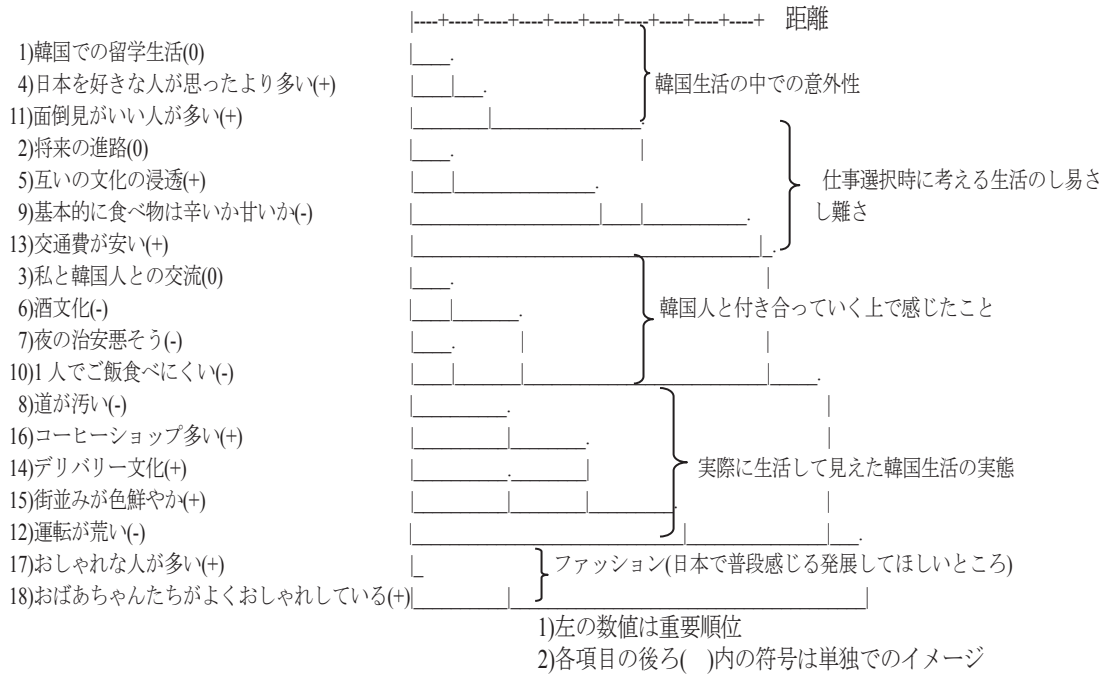 |----+----+----+----+----+----+----+----+----+----+ 距離
1)韓国での留学生活(0)
4)日本を好きな人が思ったより多い(+)
韓国生活の中での意外性
11)面倒見がいい人が多い(+)
2)将来の進路(0)
5)互いの文化の浸透(+)
仕事選択時に考える生活のし易さ
9)基本的に食べ物は辛いか甘いか(-)
し難さ
13)交通費が安い(+)
3)私と韓国人との交流(0)
6)酒文化(-)
韓国人と付き合っていく上で感じたこと
7)夜の治安悪そう(-)
10)1 人でご飯食べにくい(-)
8)道が汚い(-)
16)コーヒーショップ多い(+)
14)デリバリー文化(+)
実際に生活して見えた韓国生活の実態
15)街並みが色鮮やか(+)
12)運転が荒い(-)
17)おしゃれな人が多い(+)
ファッション(日本で普段感じる発展してほしいところ)
18)おばあちゃんたちがよくおしゃれしている(+)
1)左の数値は重要順位
2)各項目の後ろ( )内の符号は単独でのイメージ